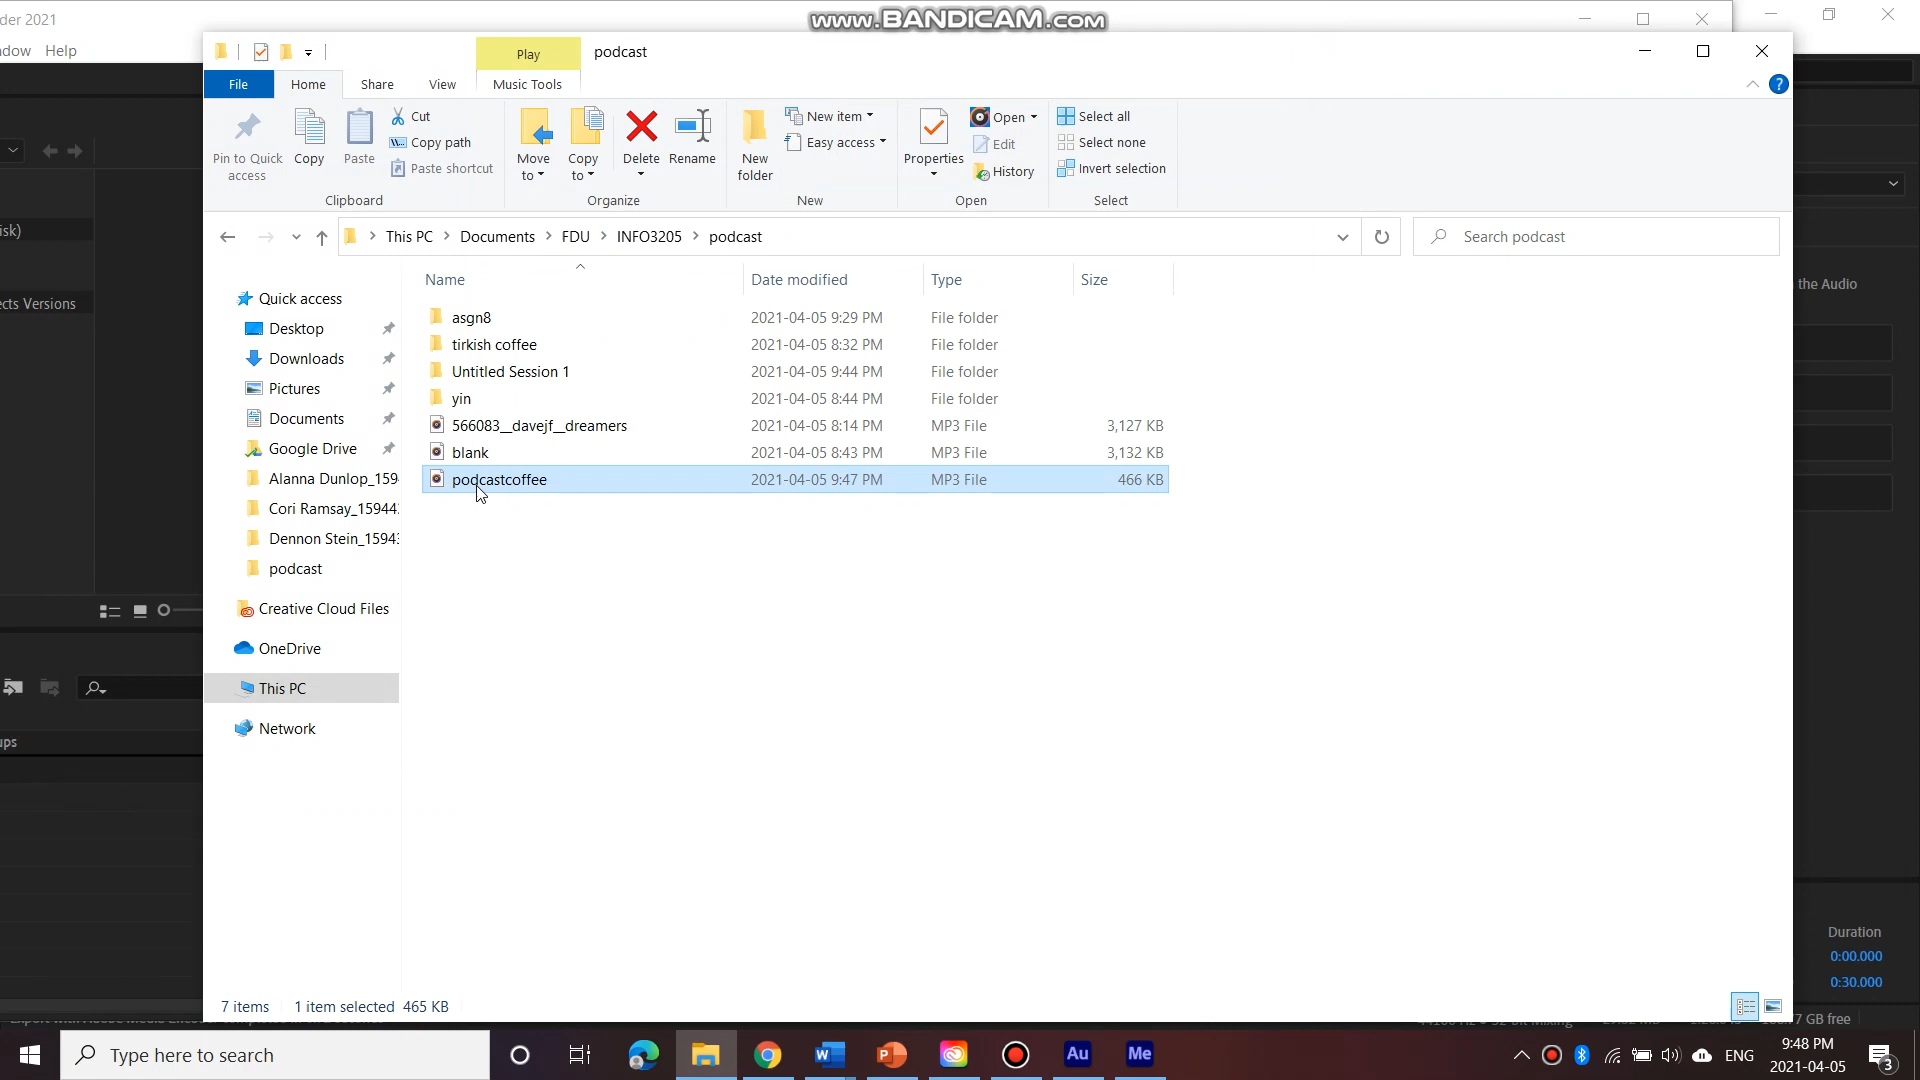 der 2021
www.BANDICAM.com
dow Help
Play podcast
File Home Share View Music Tools
Pin to Quick access
Copy
Paste
Cut
Copy path
Paste shortcut
Clipboard
Move to
Copy to
Delete
Rename
Organize
New folder
New item
Easy access
New
Properties
Open
Edit
History
Open
Select all
Select none
Invert selection
Select
This PC > Documents > FDU > INFO3205 > podcast
Search podcast
isk)
ects Versions
the Audio
ups
Name Date modified Type Size
asgn8 2021-04-05 9:29 PM File folder
tirkish coffee 2021-04-05 8:32 PM File folder
Untitled Session 1 2021-04-05 9:44 PM File folder
yin 2021-04-05 8:44 PM File folder
566083__davejf__dreamers 2021-04-05 8:14 PM MP3 File 3,127 KB
blank 2021-04-05 8:43 PM MP3 File 3,132 KB
podcastcoffee 2021-04-05 9:47 PM MP3 File 466 KB
Quick access
Desktop
Downloads
Pictures
Documents
Google Drive
Alanna Dunlop_159
Cori Ramsay_15944
Dennon Stein_1594
podcast
Creative Cloud Files
OneDrive
This PC
Network
Duration
0:00.000
0:30.000
7 items 1 item selected 465 KB
GB free
Type here to search
Au
Me
ENG
9:48 PM
2021-04-05
3